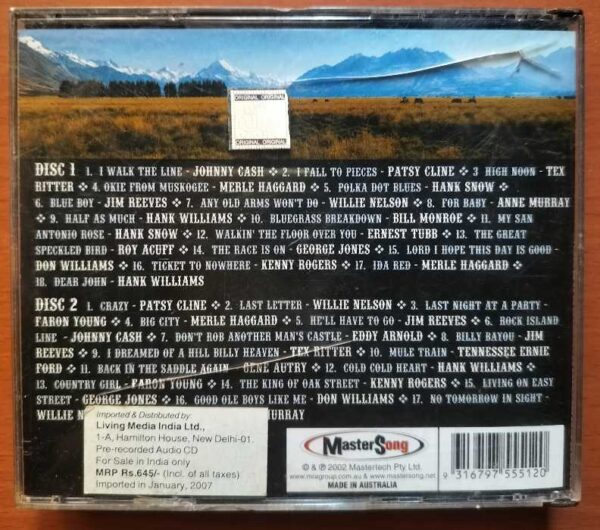 ORIGINAL ORIGINAL
ORIGINAL ORIGINAL
DISC 1 1. I WALK THE LINE - JOHNNY CASH ❖ 2. I FALL TO PIECES - PATSY CLINE ❖ 3 HIGH NOON - TEX
RITTER ❖ 4. OKIE FROM MUSKOGEE - MERLE HAGGARD ❖ 5. POLKA DOT BLUES - HANK SNOW ❖
6. BLUE BOY - JIM REEVES ❖ 7. ANY OLD ARMS WON'T DO - WILLIE NELSON ❖ 8. FOR BABY - ANNE MURRAY
❖ 9. HALF AS MUCH - HANK WILLIAMS ❖ 10. BLUEGRASS BREAKDOWN - BILL MONROE ❖ 11. MY SAN
ANTONIO ROSE - HANK SNOW ❖ 12. WALKIN' THE FLOOR OVER YOU - ERNEST TUBB ❖ 13. THE GREAT
SPECKLED BIRD - ROY ACUFF ❖ 14. THE RACE IS ON - GEORGE JONES ❖ 15. LORD I HOPE THIS DAY IS GOOD -
DON WILLIAMS ❖ 16. TICKET TO NOWHERE - KENNY ROGERS ❖ 17. IDA RED - MERLE HAGGARD ❖
18. DEAR JOHN - HANK WILLIAMS
DISC 2 1. CRAZY - PATSY CLINE ❖ 2. LAST LETTER - WILLIE NELSON ❖ 3. LAST NIGHT AT A PARTY -
FARON YOUNG ❖ 4. BIG CITY - MERLE HAGGARD ❖ 5. HE'LL HAVE TO GO - JIM REEVES ❖ 6. ROCK ISLAND
LINE - JOHNNY CASH ❖ 7. DON'T ROB ANOTHER MAN'S CASTLE - EDDY ARNOLD ❖ 8. BILLY BAYOU - JIM
REEVES ❖ 9. I DREAMED OF A HILL BILLY HEAVEN - TEX RITTER ❖ 10. MULE TRAIN - TENNESSEE ERNIE
FORD ❖ 11. BACK IN THE SADDLE AGAIN - GENE AUTRY ❖ 12. COLD COLD HEART - HANK WILLIAMS ❖
13. COUNTRY GIRL - FARON YOUNG ❖ 14. THE KING OF OAK STREET - KENNY ROGERS ❖ 15. LIVING ON EASY
STREET - GEORGE JONES ❖ 16. GOOD OLE BOYS LIKE ME - DON WILLIAMS ❖ 17. NO TOMORROW IN SIGHT -
WILLIE N MURRAY
Imported & Distributed by
Living Media India Ltd.,
1-A, Hamilton House, New Delhi-01.
Pre-recorded Audio CD
For Sale in India only
MRP Rs.645/- (Incl. of all taxes)
Imported in January, 2007
MasterSong
© & ℗ 2002 Mastertech Pty Ltd.
www.mragroup.com.au & www.mastersong.net
MADE IN AUSTRALIA
9 316797 555120